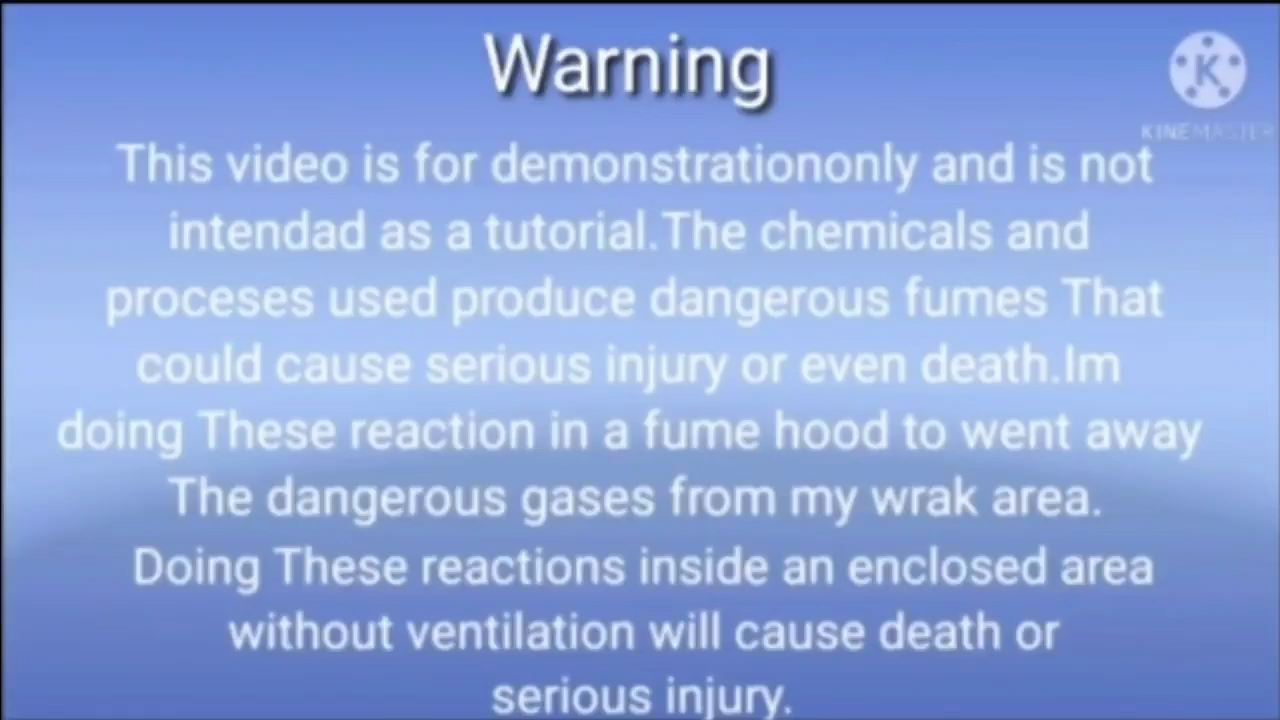 Warning
K
KINEMASTER
This video is for demonstrationonly and is not
intendad as a tutorial.The chemicals and
proceses used produce dangerous fumes That
could cause serious injury or even death.Im
doing These reaction in a fume hood to went away
The dangerous gases from my wrak area.
Doing These reactions inside an enclosed area
without ventilation will cause death or
serious injury.